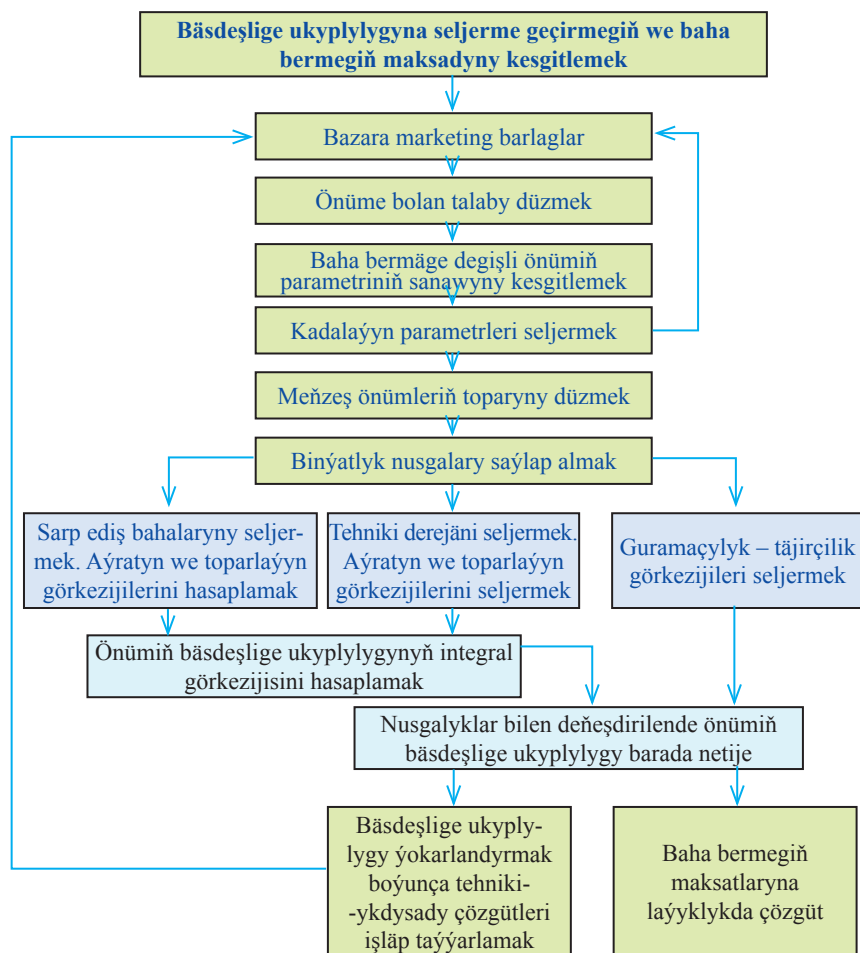 Bäsdeşlige ukyplylygyna seljerme geçirmegiň we baha
bermegiň maksadyny kesgitlemek
Bazara marketing barlaglar
Önüme bolan talaby düzmek
Baha bermäge degişli önümiň
parametriniň sanawyny kesgitlemek
Kadalaýyn parametrleri seljermek
Meňzeş önümleriň toparyny düzmek
Binýatlyk nusgalary saýlap almak
Sarp ediş bahalaryny seljer-
mek. Aýratyn we toparlaýyn
görkezijilerini hasaplamak
Tehniki derejäni seljermek.
Aýratyn we toparlaýyn
görkezijilerini seljermek
Guramaçylyk – täjirçilik
görkezijileri seljermek
Önümiň bäsdeşlige ukyplylygynyň integral
görkezijisini hasaplamak
Nusgalyklar bilen deňeşdirilende önümiň
bäsdeşlige ukyplylygy barada netije
Bäsdeşlige ukyply-
lygy ýokarlandyrmak
boýunça tehniki-
-ykdysady çözgütleri
işläp taýýarlamak
Baha bermegiň
maksatlaryna
laýyklykda çözgüt